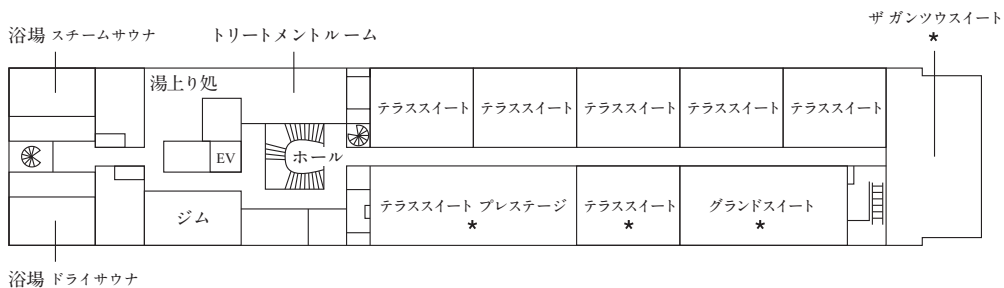 ザ ガンツウスイート
*
浴場 スチームサウナ
トリートメントルーム
湯上り処
テラススイート
テラススイート
テラススイート
テラススイート
テラススイート
EV
ホール
ジム
テラススイート プレステージ
*
テラススイート
*
グランドスイート
*
浴場 ドライサウナ